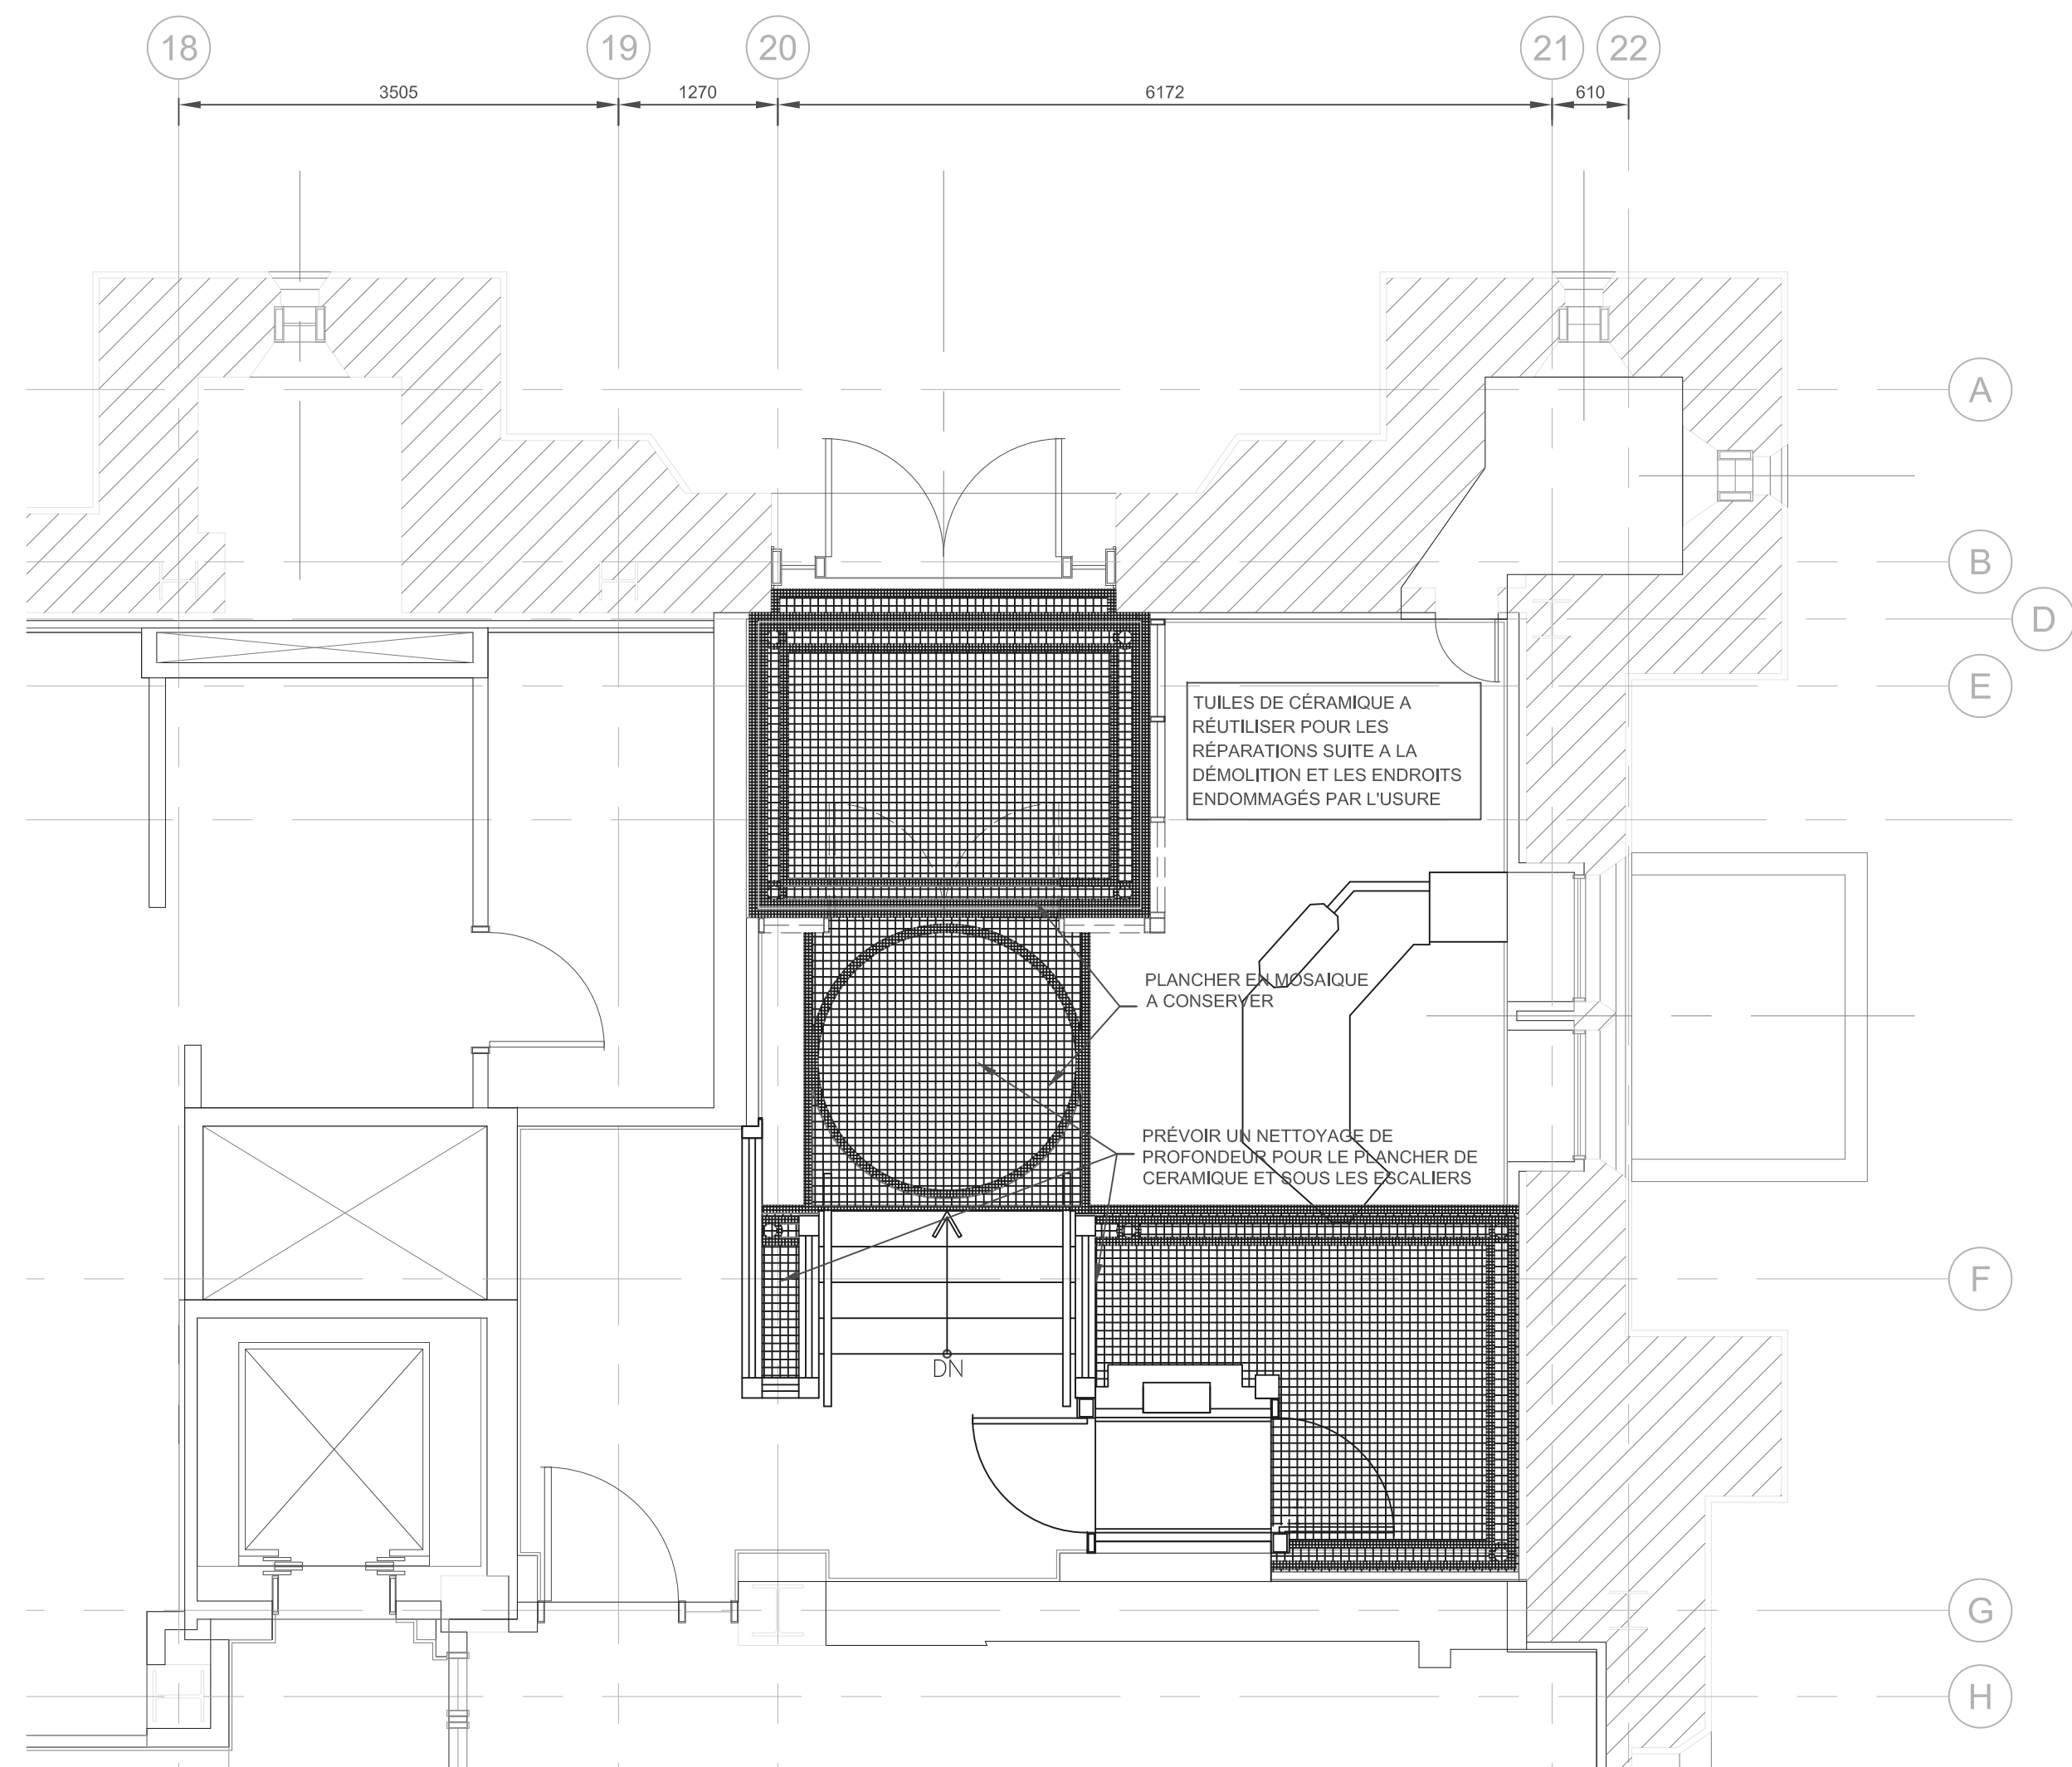 18
19
20
21
22
3505
1270
6172
610
A
B
D
E
TUILES DE CÉRAMIQUE A
RÉUTILISER POUR LES
RÉPARATIONS SUITE A LA
DÉMOLITION ET LES ENDROITS
ENDOMMAGÉS PAR L'USURE
PLANCHER EN MOSAIQUE
A CONSERVER
PRÉVOIR UN NETTOYAGE DE
PROFONDEUR POUR LE PLANCHER DE
CERAMIQUE ET SOUS LES ESCALIERS
F
DN
G
H